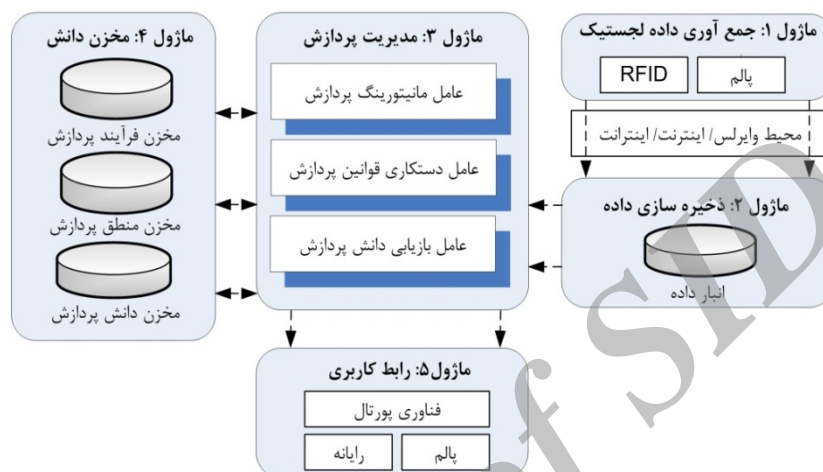 ماژول ۱: جمع آوری داده لجستیک
پالم
RFID
محیط وایرلس/ اینترنت/ اینترانت
ماژول ۲: ذخیره سازی داده
انبار داده
ماژول ۳: مدیریت پردازش
عامل مانیتورینگ پردازش
عامل دستکاری قوانین پردازش
عامل بازیابی دانش پردازش
ماژول ۴: مخزن دانش
مخزن فرآیند پردازش
مخزن منطق پردازش
مخزن دانش پردازش
ماژول۵: رابط کاربری
فناوری پورتال
پالم
رایانه
of SID